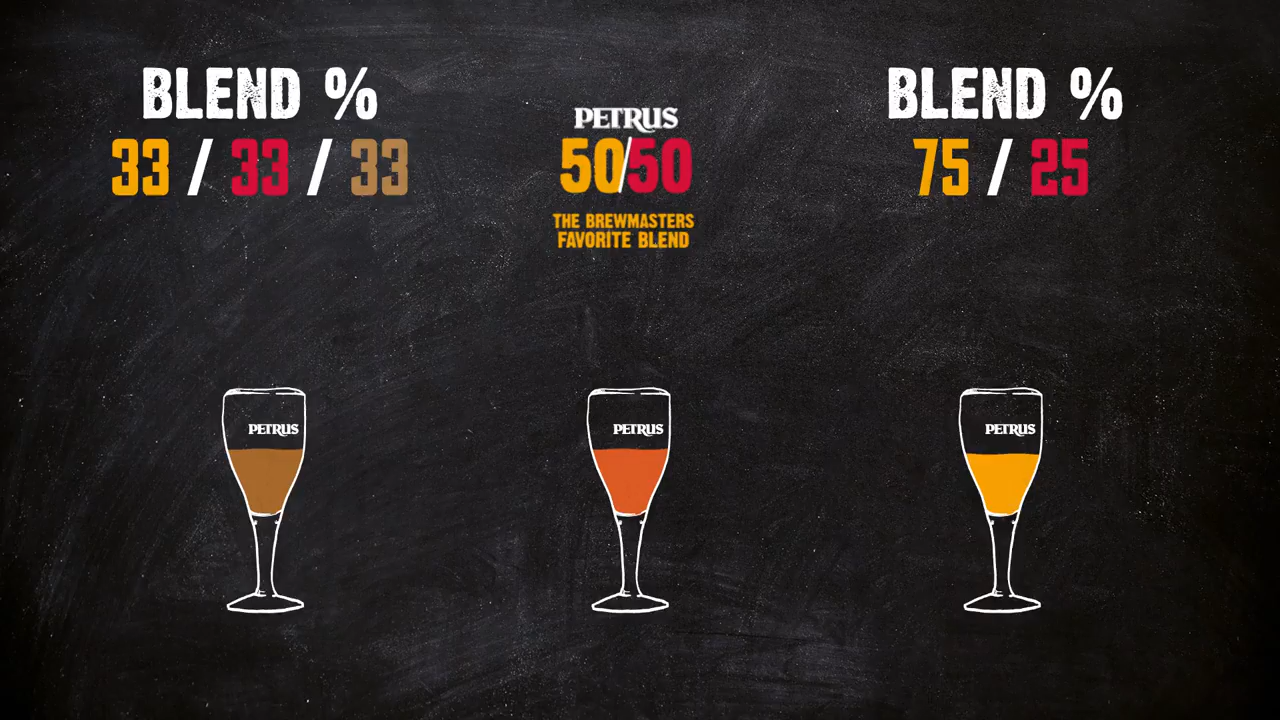 BLEND %
33 / 33 / 33
PETRUS
50/50
THE BREWMASTERS
FAVORITE BLEND
BLEND %
75 / 25
PETRUS
PETRUS
PETRUS